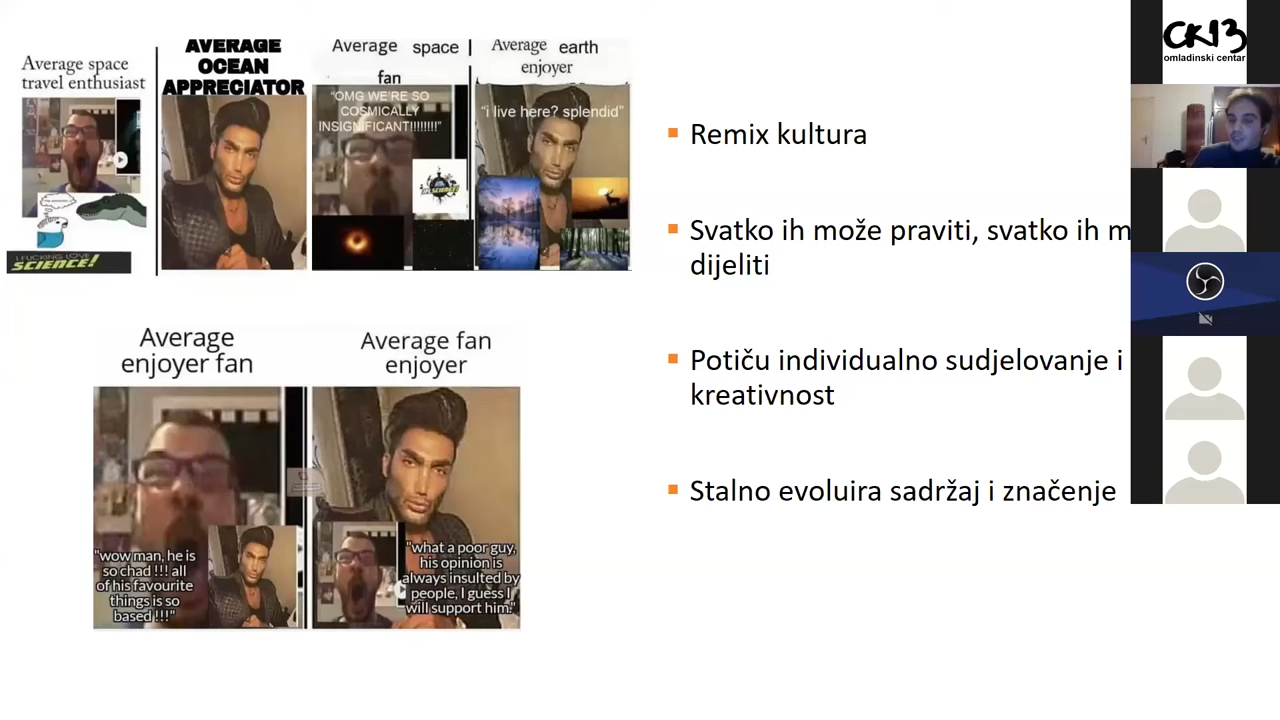 Average space
travel enthusiast
AVERAGE
OCEAN
APPRECIATOR
Average space
fan
"OMG WE'RE SO
COSMICALLY
INSIGNIFICANT!!!!!!!!"
SCIENCE!
Average earth
enjoyer
"i live here? splendid"
I FUCKING LOVE
SCIENCE!
Average
enjoyer fan
"wow man, he is
so chad !!! all
of his favourite
things is so
based !!!"
Average fan
enjoyer
"what a poor guy,
his opinion is
always insulted by
people, I guess I
will support him."
Remix kultura
Svatko ih može praviti, svatko ih m
dijeliti
Potiču individualno sudjelovanje i
kreativnost
Stalno evoluira sadržaj i značenje
CK13
omladinski centar